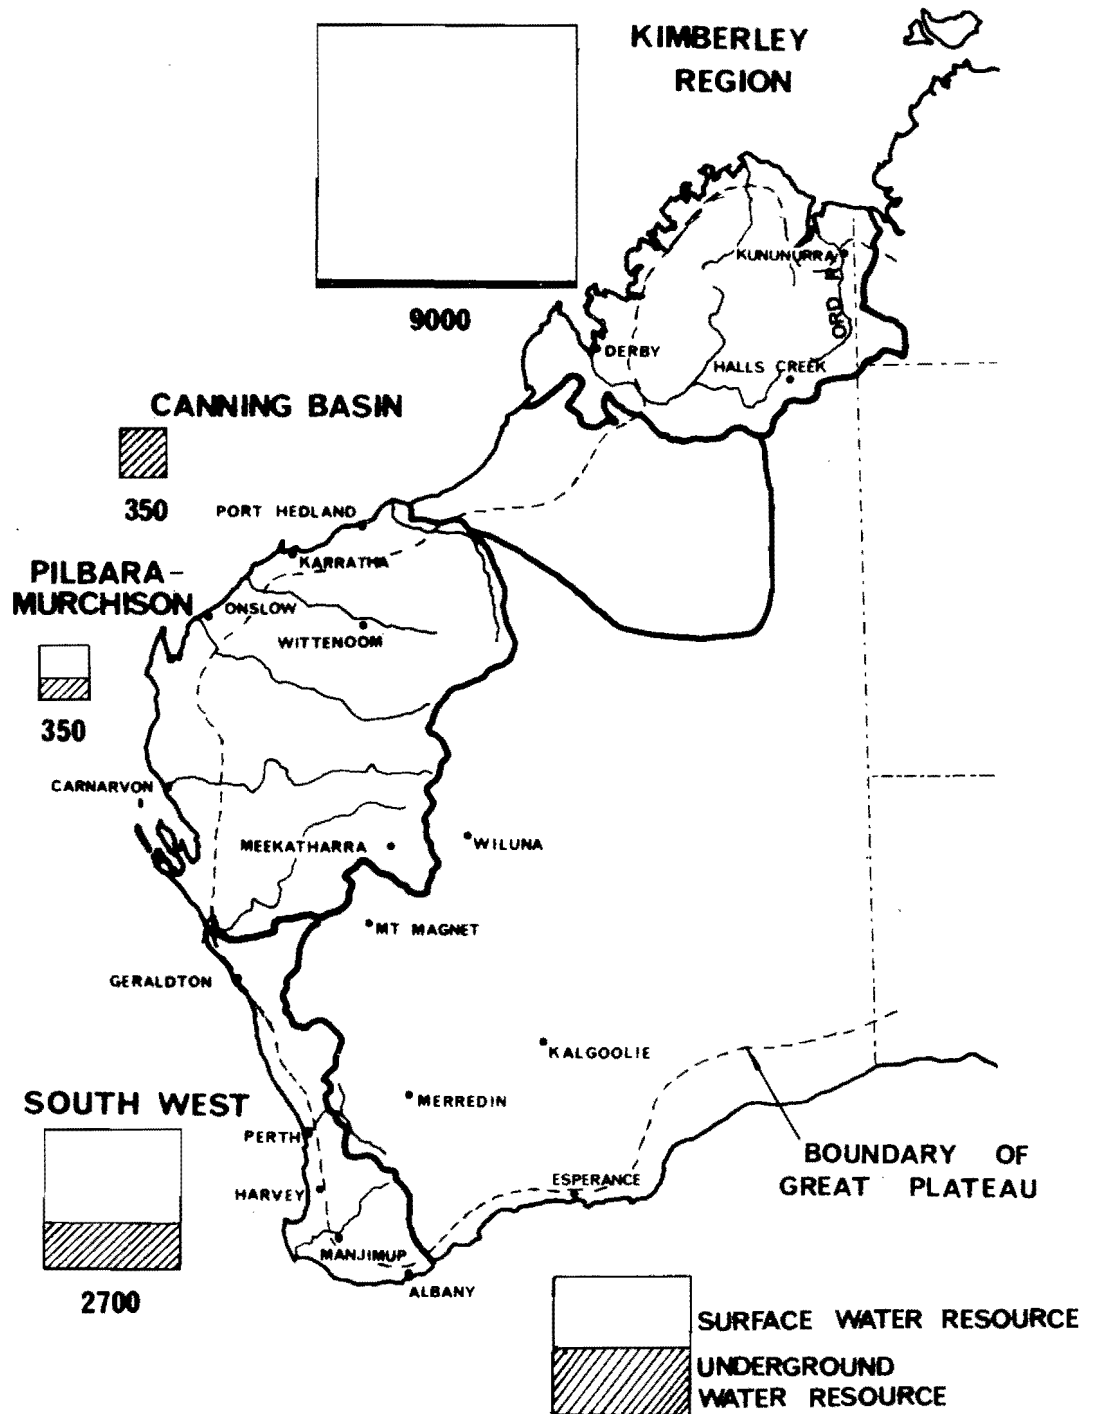 KIMBERLEY
REGION
9000
KUNUNURRA
ORD R
DERBY
HALLS CREEK
CANNING BASIN
350
PORT HEDLAND
KARRATHA
PILBARA-
MURCHISON
ONSLOW
WITTENOOM
350
CARNARVON
MEEKATHARRA
WILUNA
MT MAGNET
GERALDTON
KALGOOLIE
SOUTH WEST
MERREDIN
PERTH
BOUNDARY OF
GREAT PLATEAU
HARVEY
ESPERANCE
MANJIMUP
2700
ALBANY
SURFACE WATER RESOURCE
UNDERGROUND
WATER RESOURCE